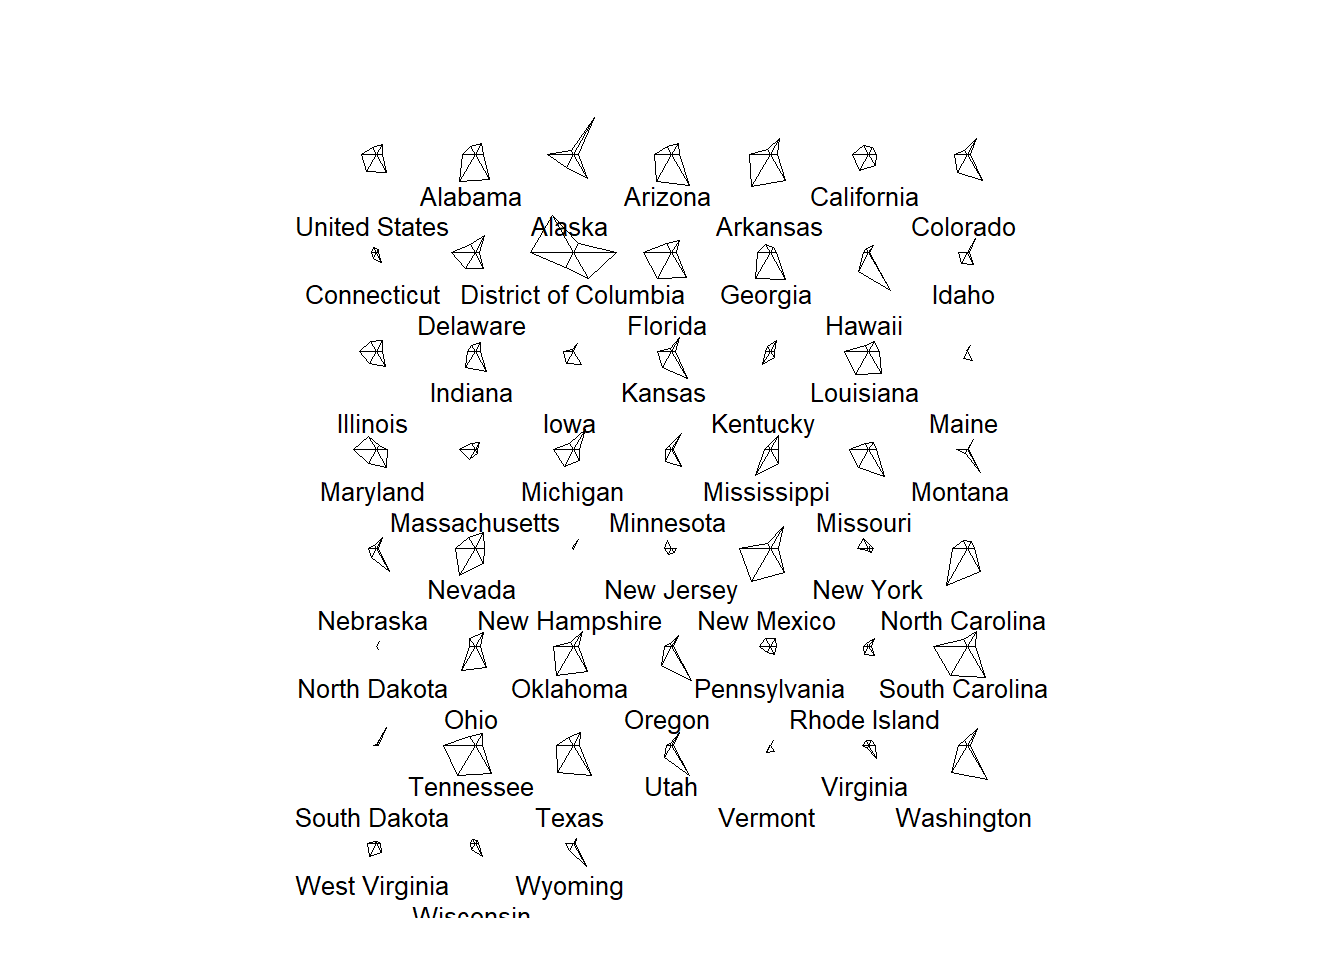 Alabama Arizona California
United States Alaska Arkansas Colorado
Connecticut District of Columbia Georgia Idaho
Delaware Florida Hawaii
Indiana Kansas Louisiana
Illinois Iowa Kentucky Maine
Maryland Michigan Mississippi Montana
Massachusetts Minnesota Missouri
Nevada New Jersey New York
Nebraska New Hampshire New Mexico North Carolina
North Dakota Oklahoma Pennsylvania South Carolina
Ohio Oregon Rhode Island
Tennessee Utah Virginia
South Dakota Texas Vermont Washington
West Virginia Wyoming
Wisconsin